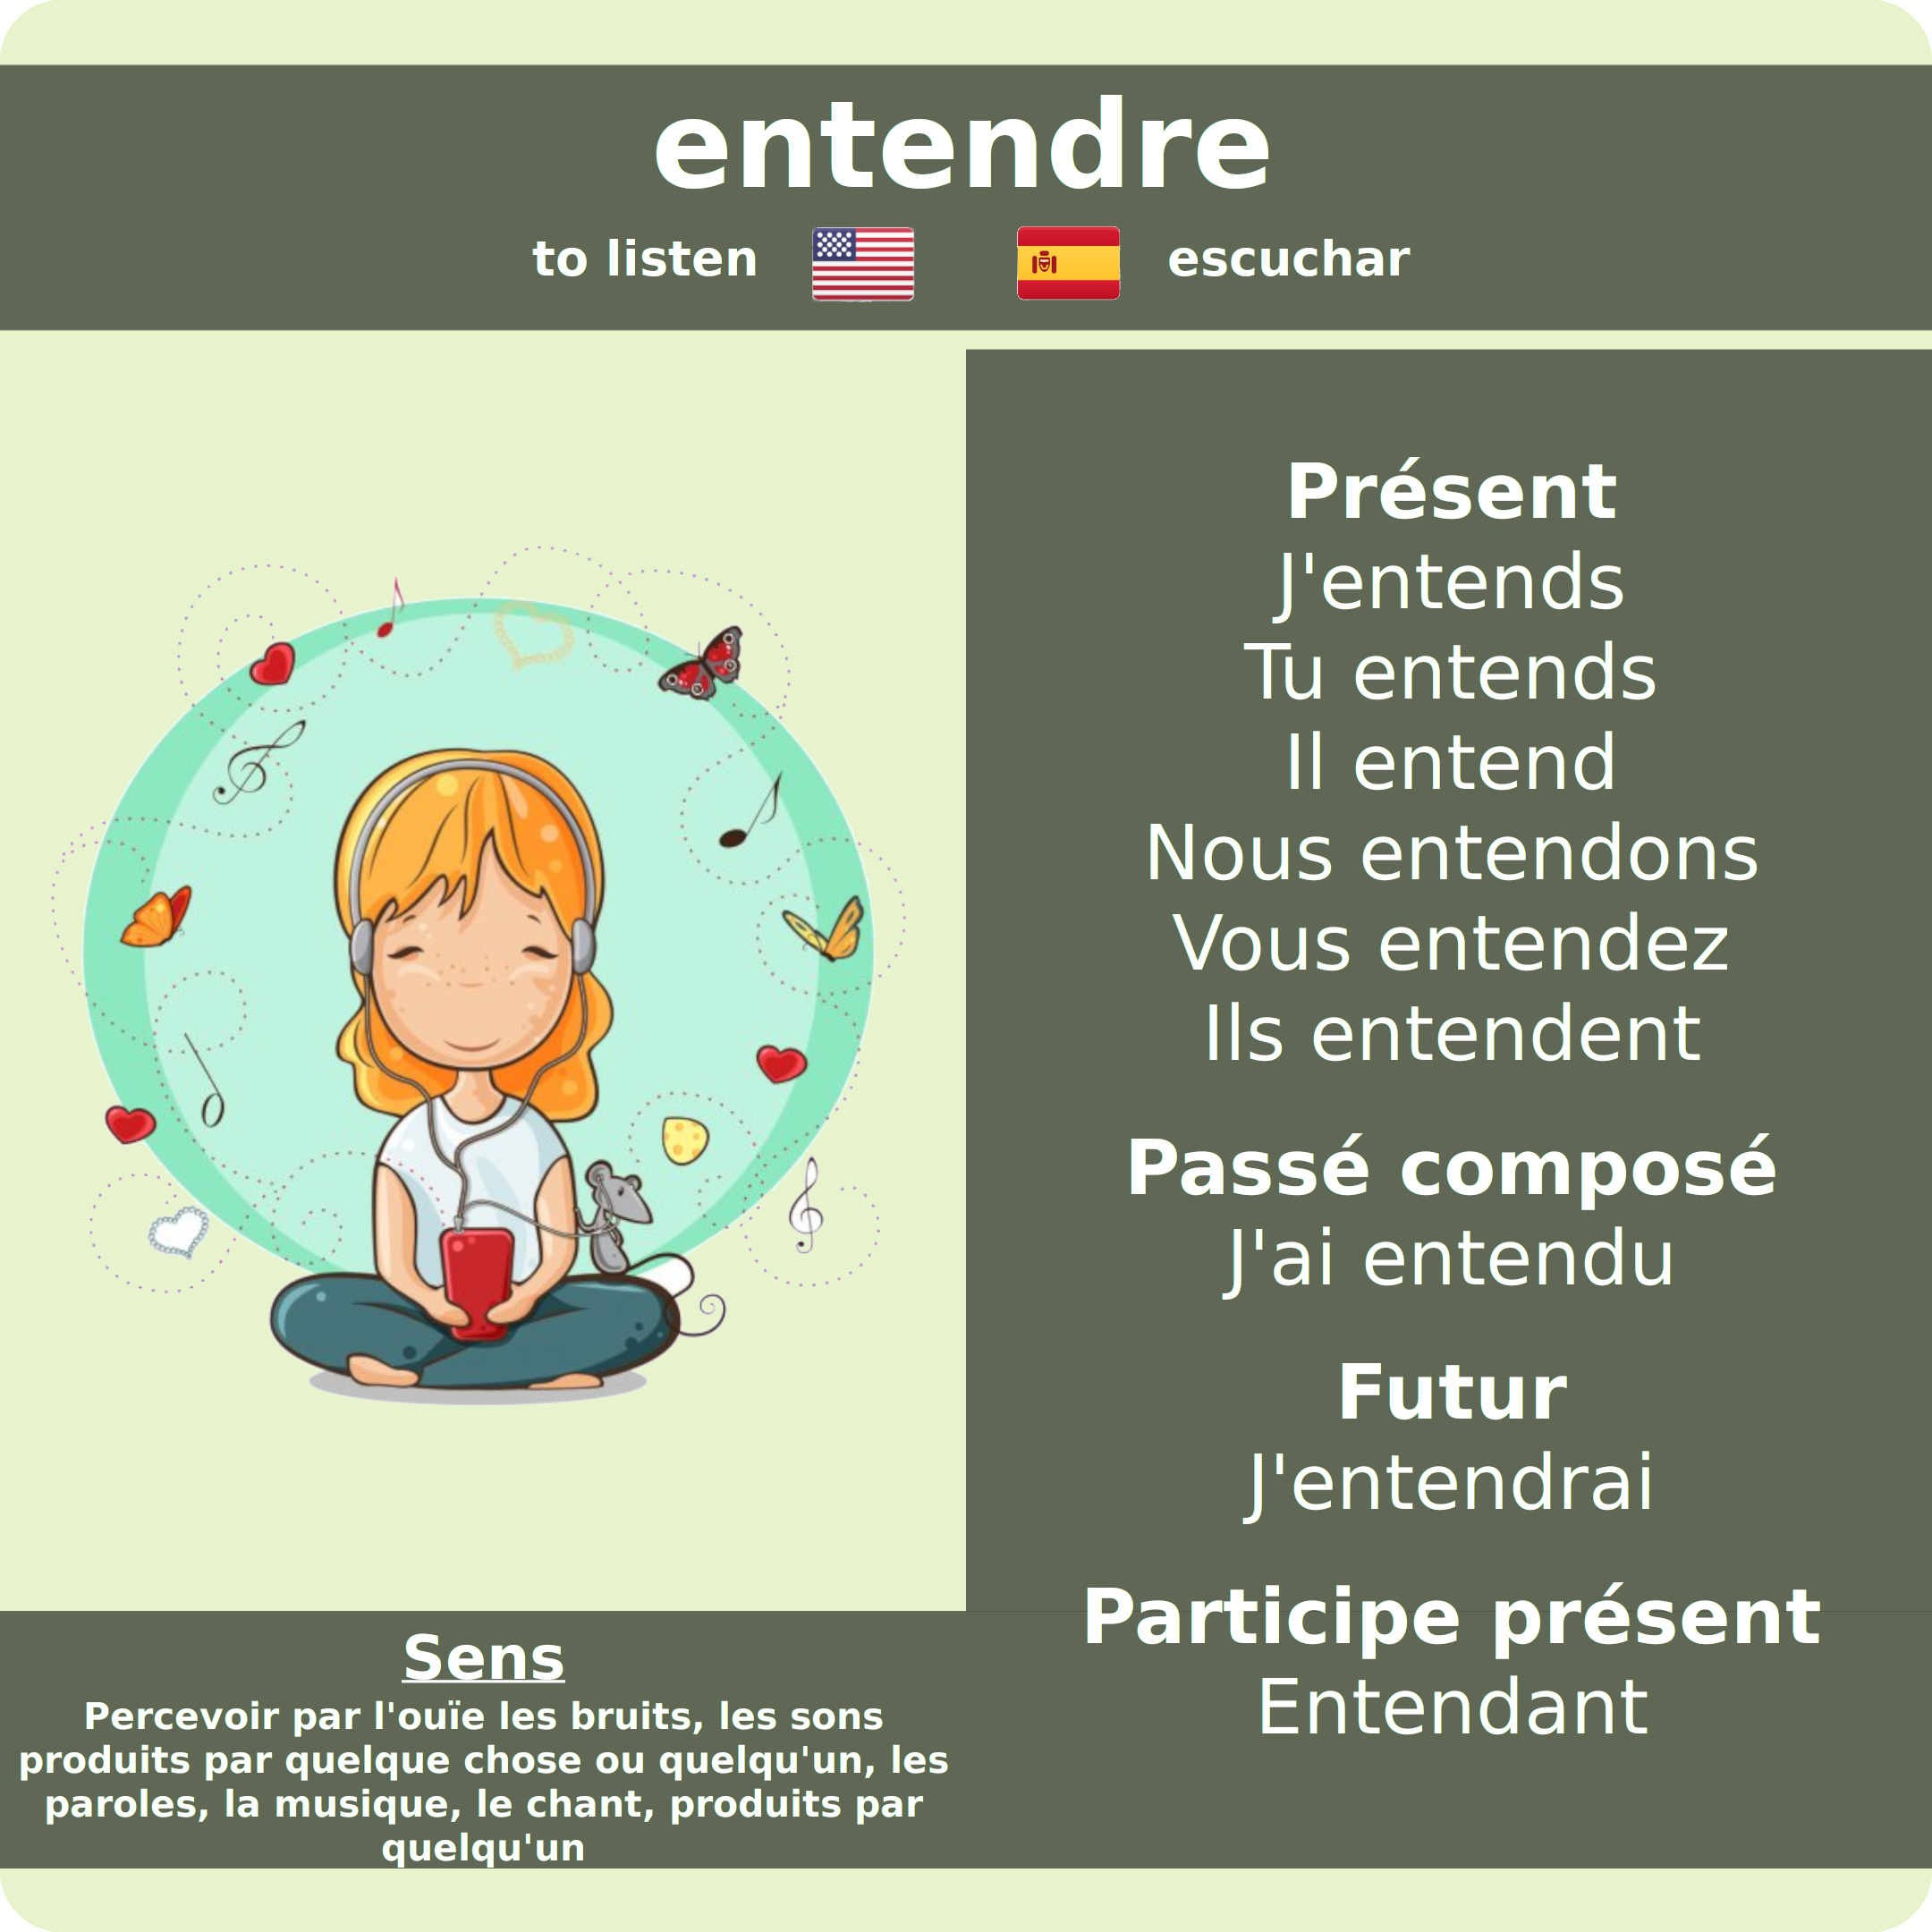 entendre
to listen
escuchar
Présent
J'entends
Tu entends
Il entend
Nous entendons
Vous entendez
Ils entendent
Passé composé
J'ai entendu
Futur
J'entendrai
Participe présent
Entendant
Sens
Percevoir par l'ouïe les bruits, les sons
produits par quelque chose ou quelqu'un, les
paroles, la musique, le chant, produits par
quelqu'un